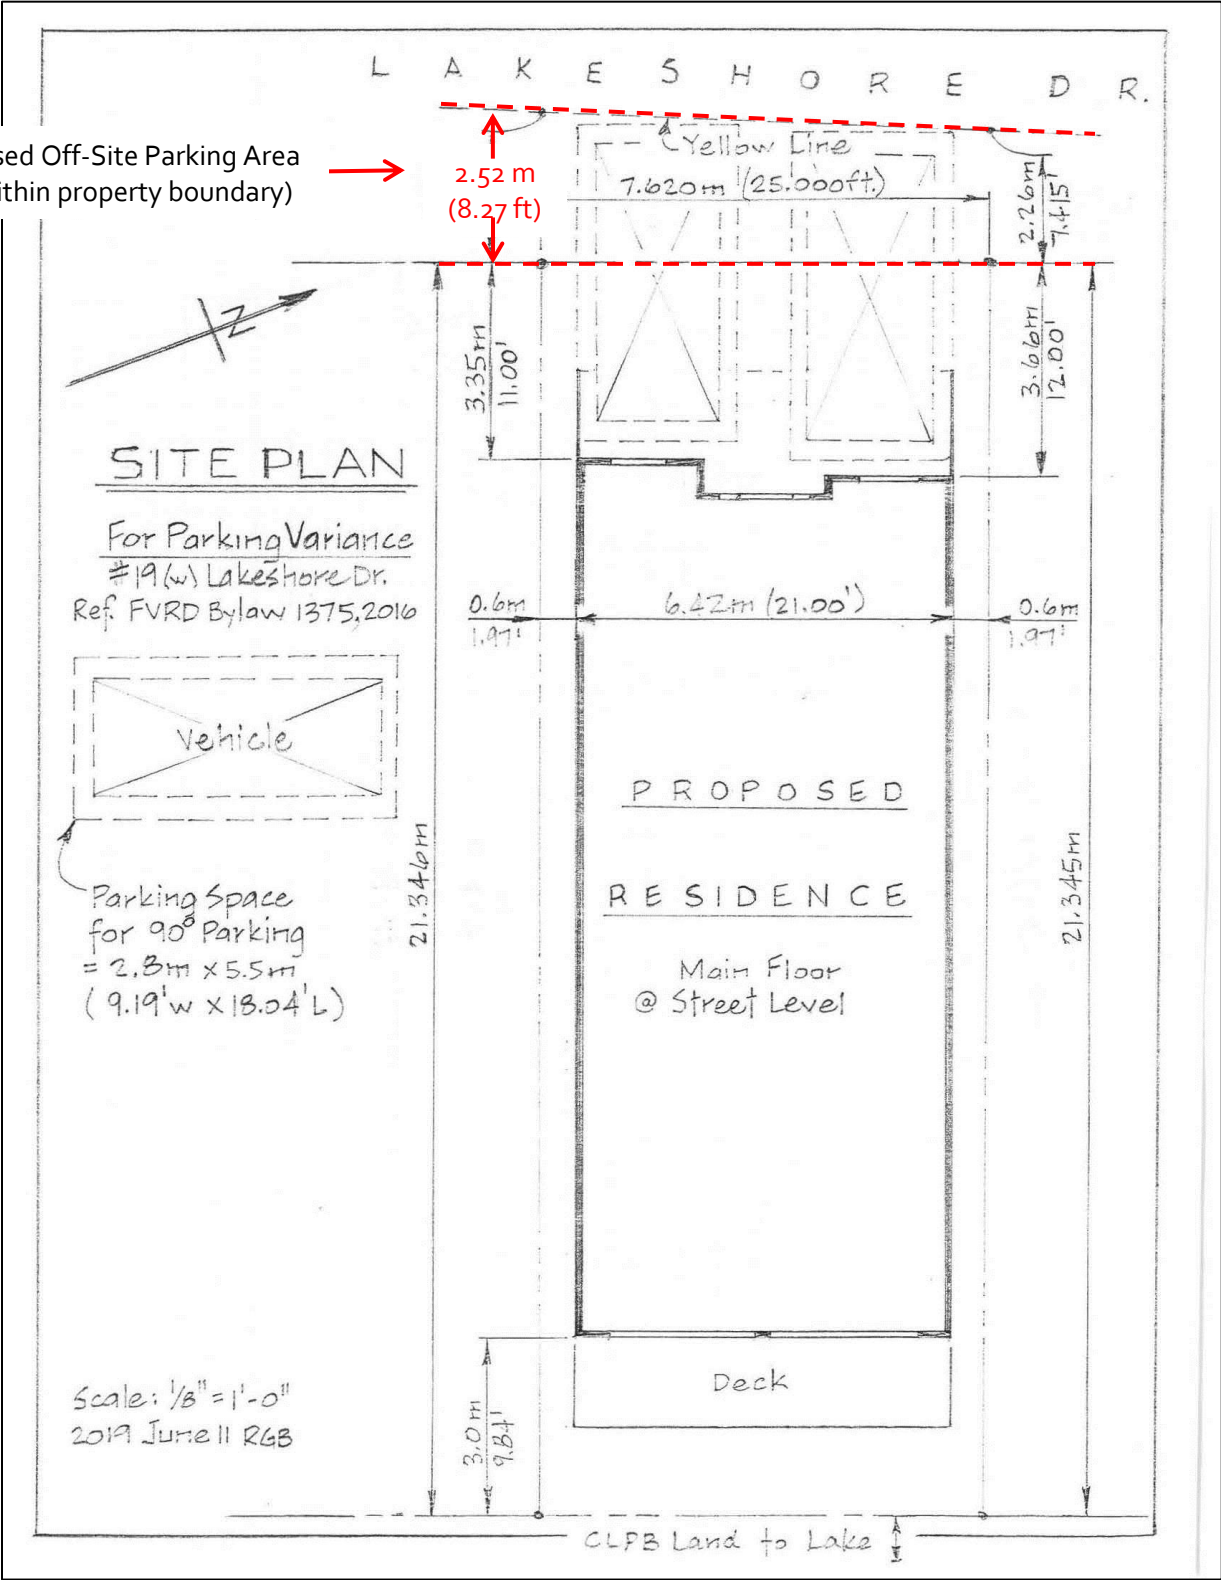 L A K E S H O R E D R.
sed Off-Site Parking Area
ithin property boundary)
2.52 m
(8.27 ft)
Yellow Line
7.620m (25.000ft.)
2.26m
7.415'
3.35m
11.00'
3.66m
12.00'
N
SITE PLAN
For Parking Variance
#19(w) Lakeshore Dr.
Ref. FVRD Bylaw 1375,2016
0.6m
1.97'
6.42m (21.00')
0.6m
1.97'
Vehicle
PROPOSED
RESIDENCE
Main Floor
@ Street Level
21.346m
21.345m
Parking Space
for 90° Parking
= 2.8m x 5.5m
(9.19'w x 18.04'L)
Deck
Scale: 1/8" = 1'-0"
2019 June 11 RGB
3.0m
9.84'
CLPB Land to Lake